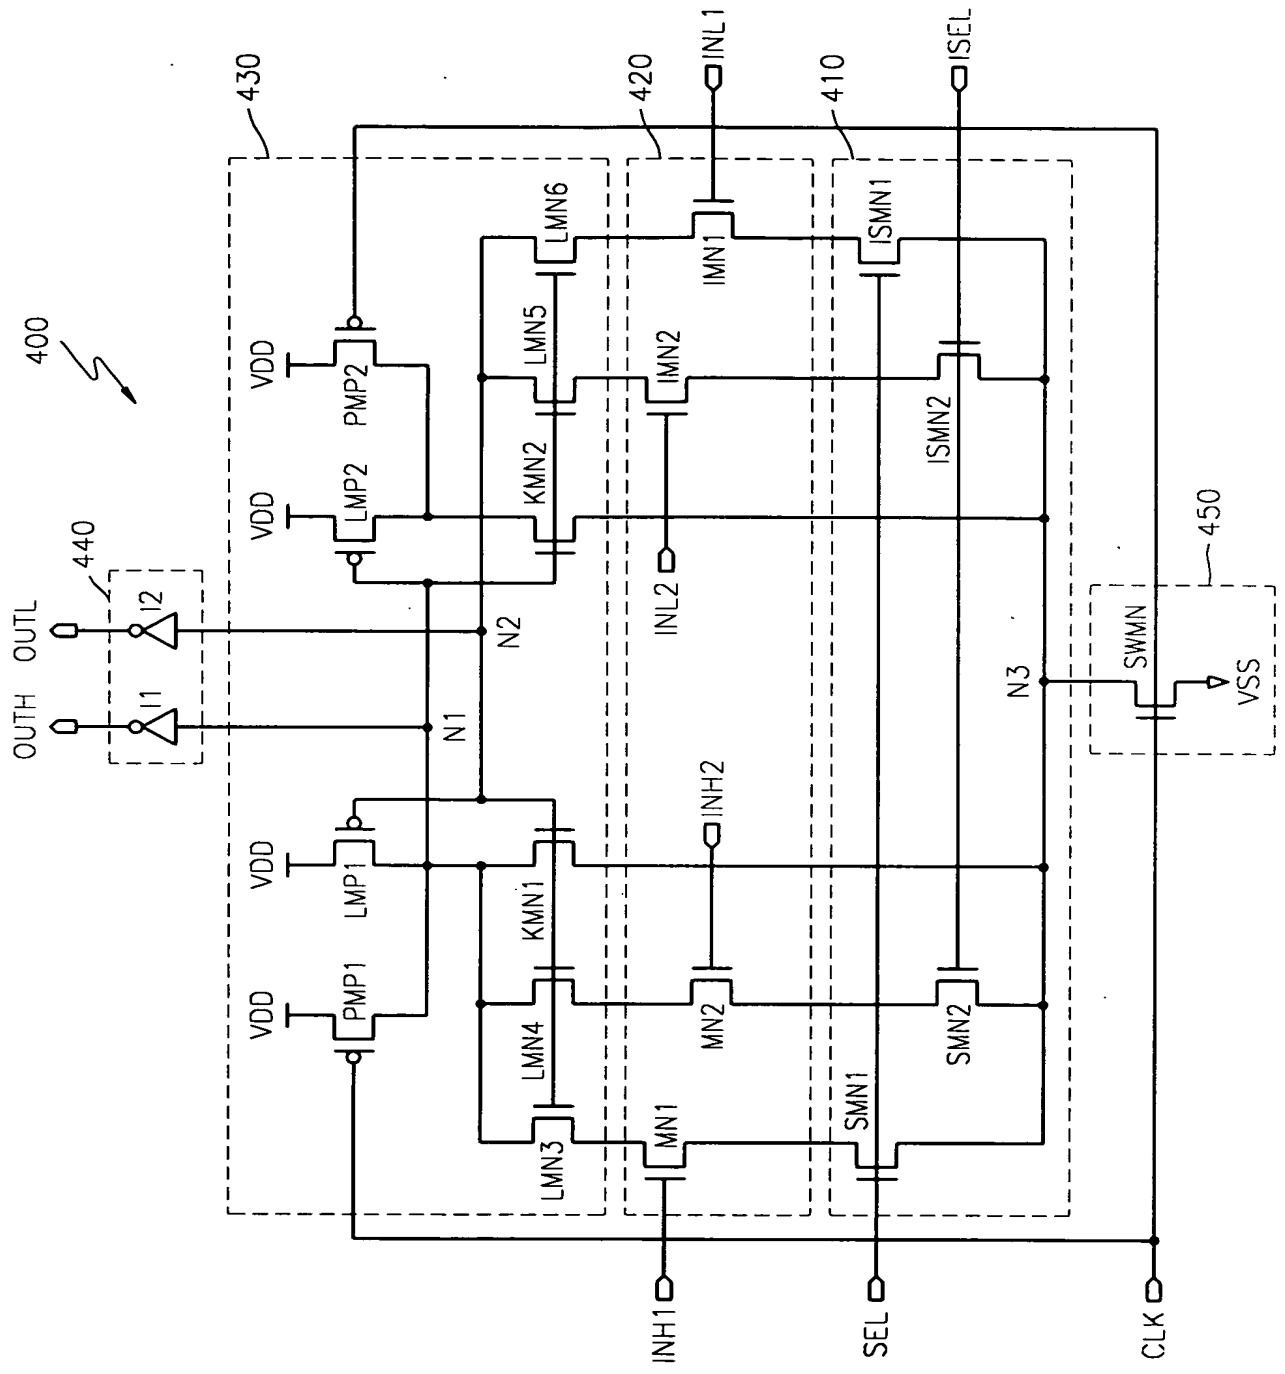 400
OUTH
OUTL
440
I1
I2
430
VDD
VDD
VDD
VDD
PMP1
LMP1
LMP2
PMP2
N1
N2
LMN3
LMN4
KMN1
KMN2
LMN5
LMN6
420
INH1
MN1
MN2
INH2
INL2
IMN2
IMN1
INL1
410
SEL
SMN1
SMN2
ISMN2
ISMN1
ISEL
N3
CLK
SWMN
VSS
450